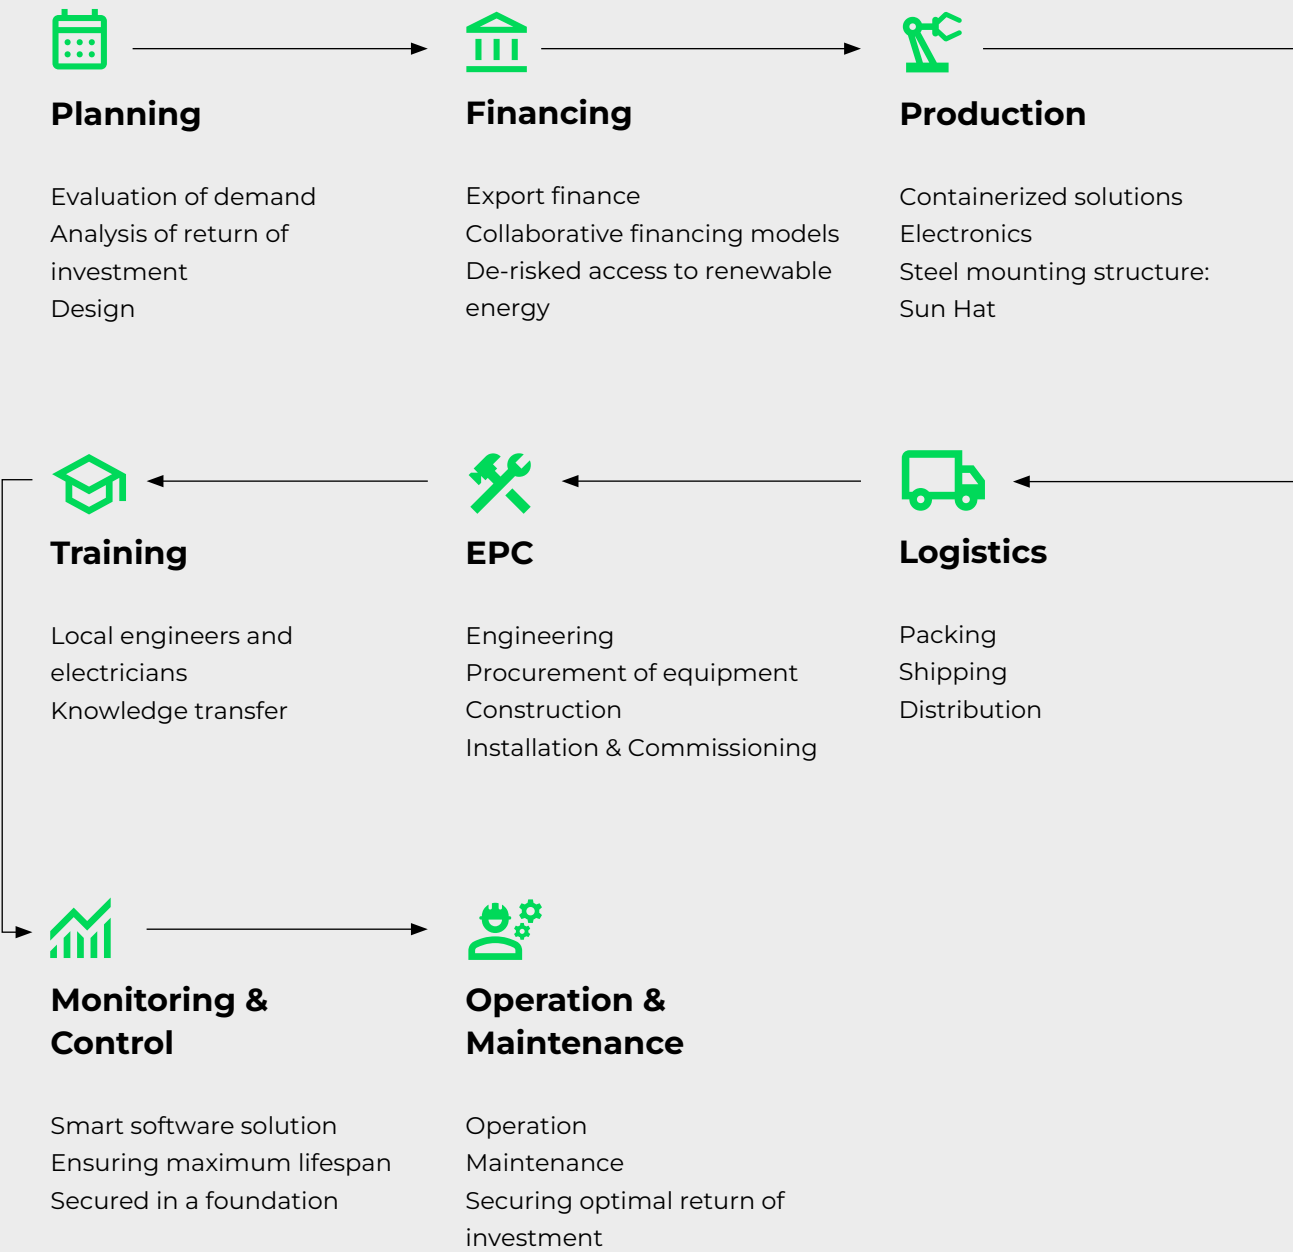 Planning
Evaluation of demand
Analysis of return of
investment
Design
Financing
Export finance
Collaborative financing models
De-risked access to renewable
energy
Production
Containerized solutions
Electronics
Steel mounting structure:
Sun Hat
Logistics
Packing
Shipping
Distribution
EPC
Engineering
Procurement of equipment
Construction
Installation & Commissioning
Training
Local engineers and
electricians
Knowledge transfer
Monitoring &
Control
Smart software solution
Ensuring maximum lifespan
Secured in a foundation
Operation &
Maintenance
Operation
Maintenance
Securing optimal return of
investment